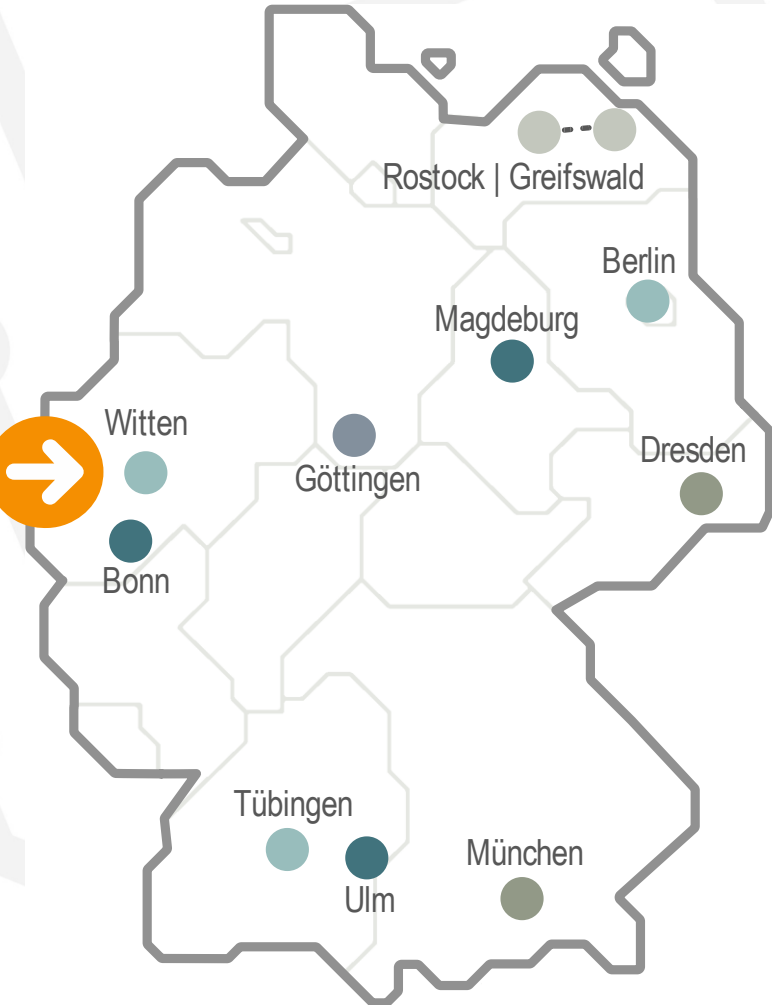 Rostock | Greifswald
Berlin
Magdeburg
Witten
Dresden
Göttingen
Bonn
Tübingen
München
Ulm